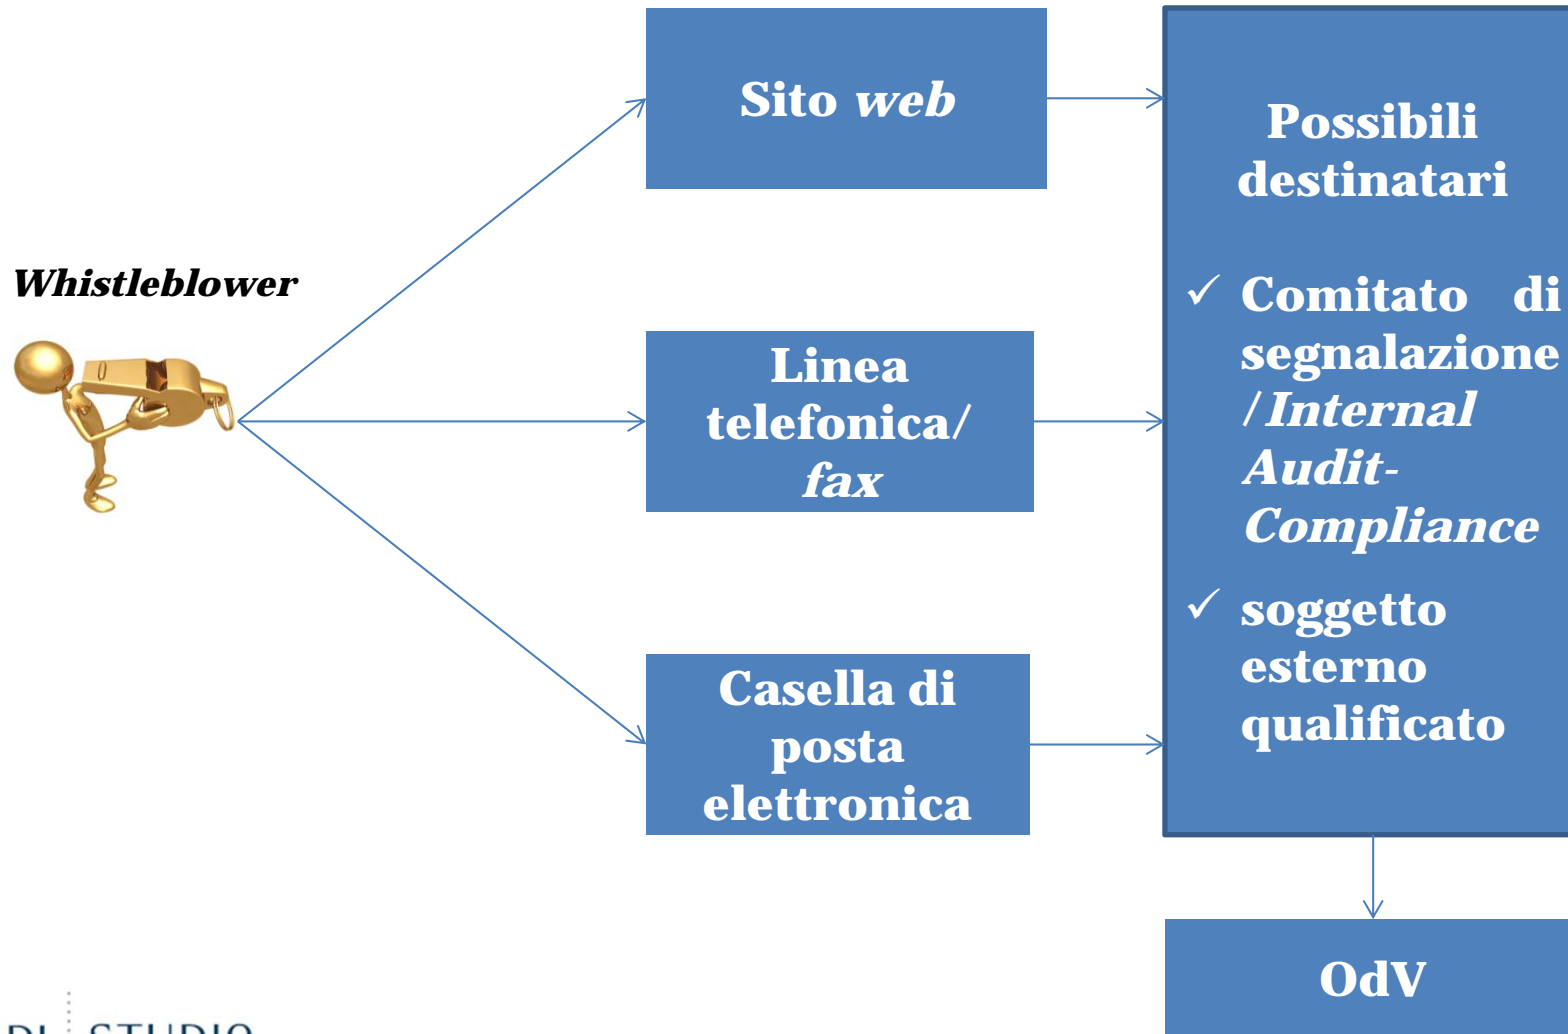 Sito web
Possibili
destinatari
Whistleblower
Comitato di
segnalazione
/Internal
Audit-
Compliance
Linea
telefonica/
fax
soggetto
esterno
qualificato
Casella di
posta
elettronica
OdV